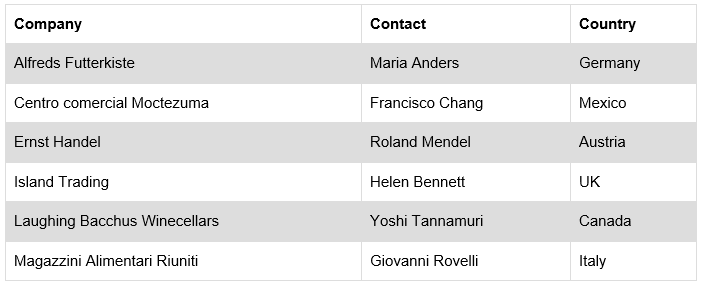 Company Contact Country
Alfreds Futterkiste Maria Anders Germany
Centro comercial Moctezuma Francisco Chang Mexico
Ernst Handel Roland Mendel Austria
Island Trading Helen Bennett UK
Laughing Bacchus Winecellars Yoshi Tannamuri Canada
Magazzini Alimentari Riuniti Giovanni Rovelli Italy